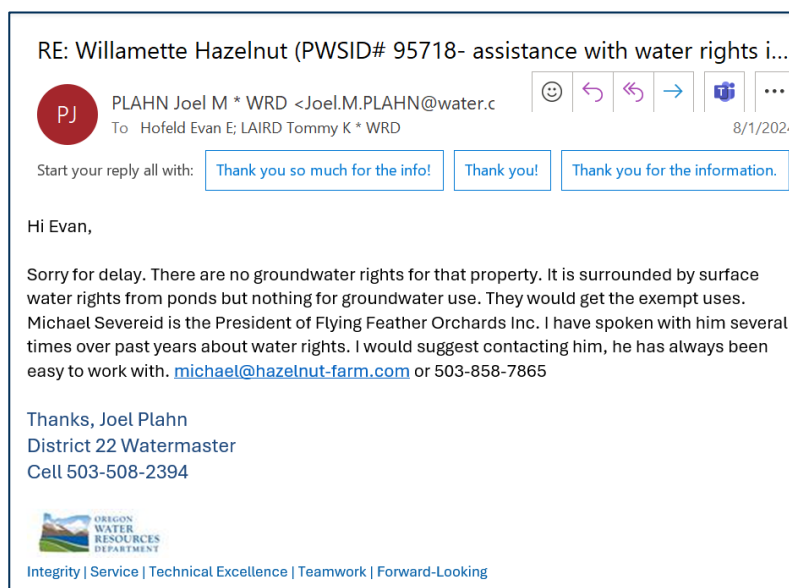 RE: Willamette Hazelnut (PWSID# 95718- assistance with water rights i...
PJ
PLAHN Joel M * WRD <Joel.M.PLAHN@water.c
To Hofeld Evan E; LAIRD Tommy K * WRD
8/1/2024
Start your reply all with:
Thank you so much for the info!
Thank you!
Thank you for the information.
Hi Evan,
Sorry for delay. There are no groundwater rights for that property. It is surrounded by surface
water rights from ponds but nothing for groundwater use. They would get the exempt uses.
Michael Severeid is the President of Flying Feather Orchards Inc. I have spoken with him several
times over past years about water rights. I would suggest contacting him, he has always been
easy to work with. michael@hazelnut-farm.com or 503-858-7865
Thanks, Joel Plahn
District 22 Watermaster
Cell 503-508-2394
OREGON
WATER
RESOURCES
DEPARTMENT
Integrity | Service | Technical Excellence | Teamwork | Forward-Looking